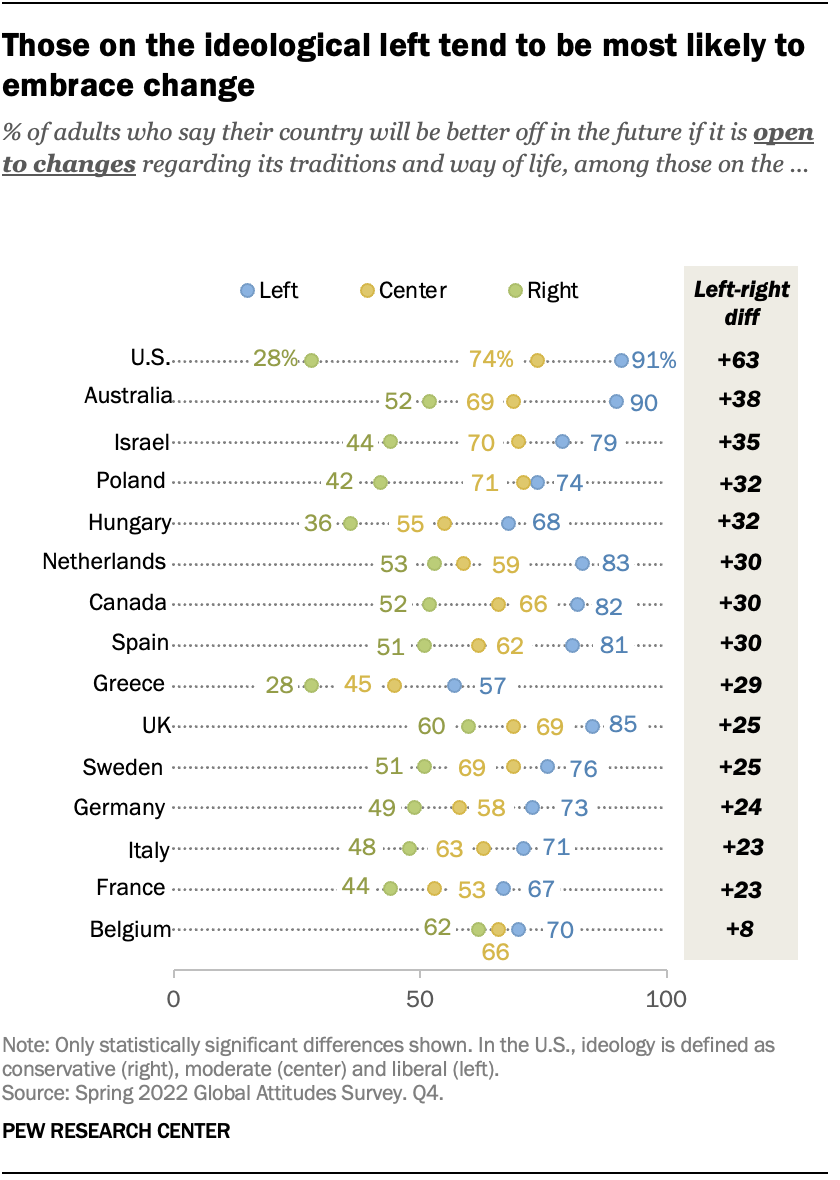 Those on the ideological left tend to be most likely to
embrace change
% of adults who say their country will be better off in the future if it is open
to changes regarding its traditions and way of life, among those on the ...
Left Center Right Left-right
diff
U.S. 28% 74% 91% +63
Australia 52 69 90 +38
Israel 44 70 79 +35
Poland 42 71 74 +32
Hungary 36 55 68 +32
Netherlands 53 59 83 +30
Canada 52 66 82 +30
Spain 51 62 81 +30
Greece 28 45 57 +29
UK 60 69 85 +25
Sweden 51 69 76 +25
Germany 49 58 73 +24
Italy 48 63 71 +23
France 44 53 67 +23
Belgium 62 70 +8
66
0 50 100
Note: Only statistically significant differences shown. In the U.S., ideology is defined as
conservative (right), moderate (center) and liberal (left).
Source: Spring 2022 Global Attitudes Survey. Q4.
PEW RESEARCH CENTER